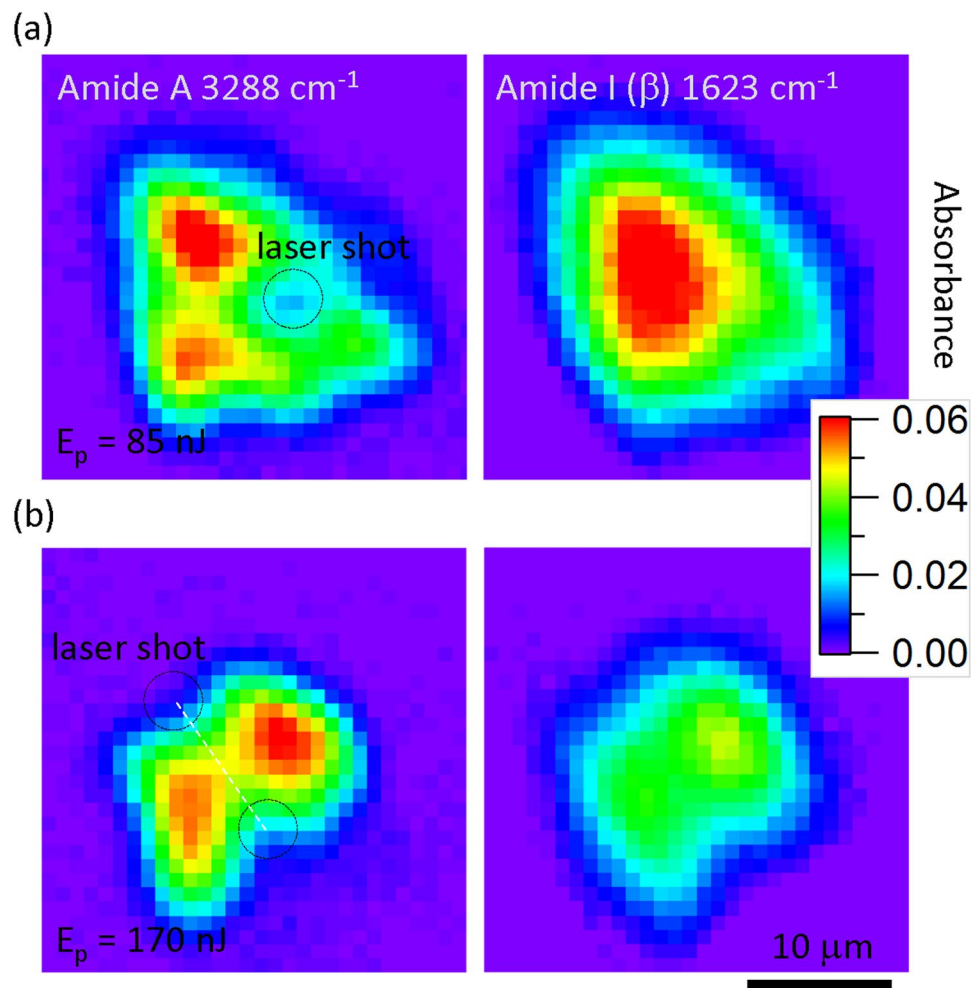 (a)
Amide A 3288 cm⁻¹
Amide I (β) 1623 cm⁻¹
laser shot
Eₚ = 85 nJ
Absorbance
0.06
0.04
0.02
0.00
(b)
laser shot
Eₚ = 170 nJ
10 μm